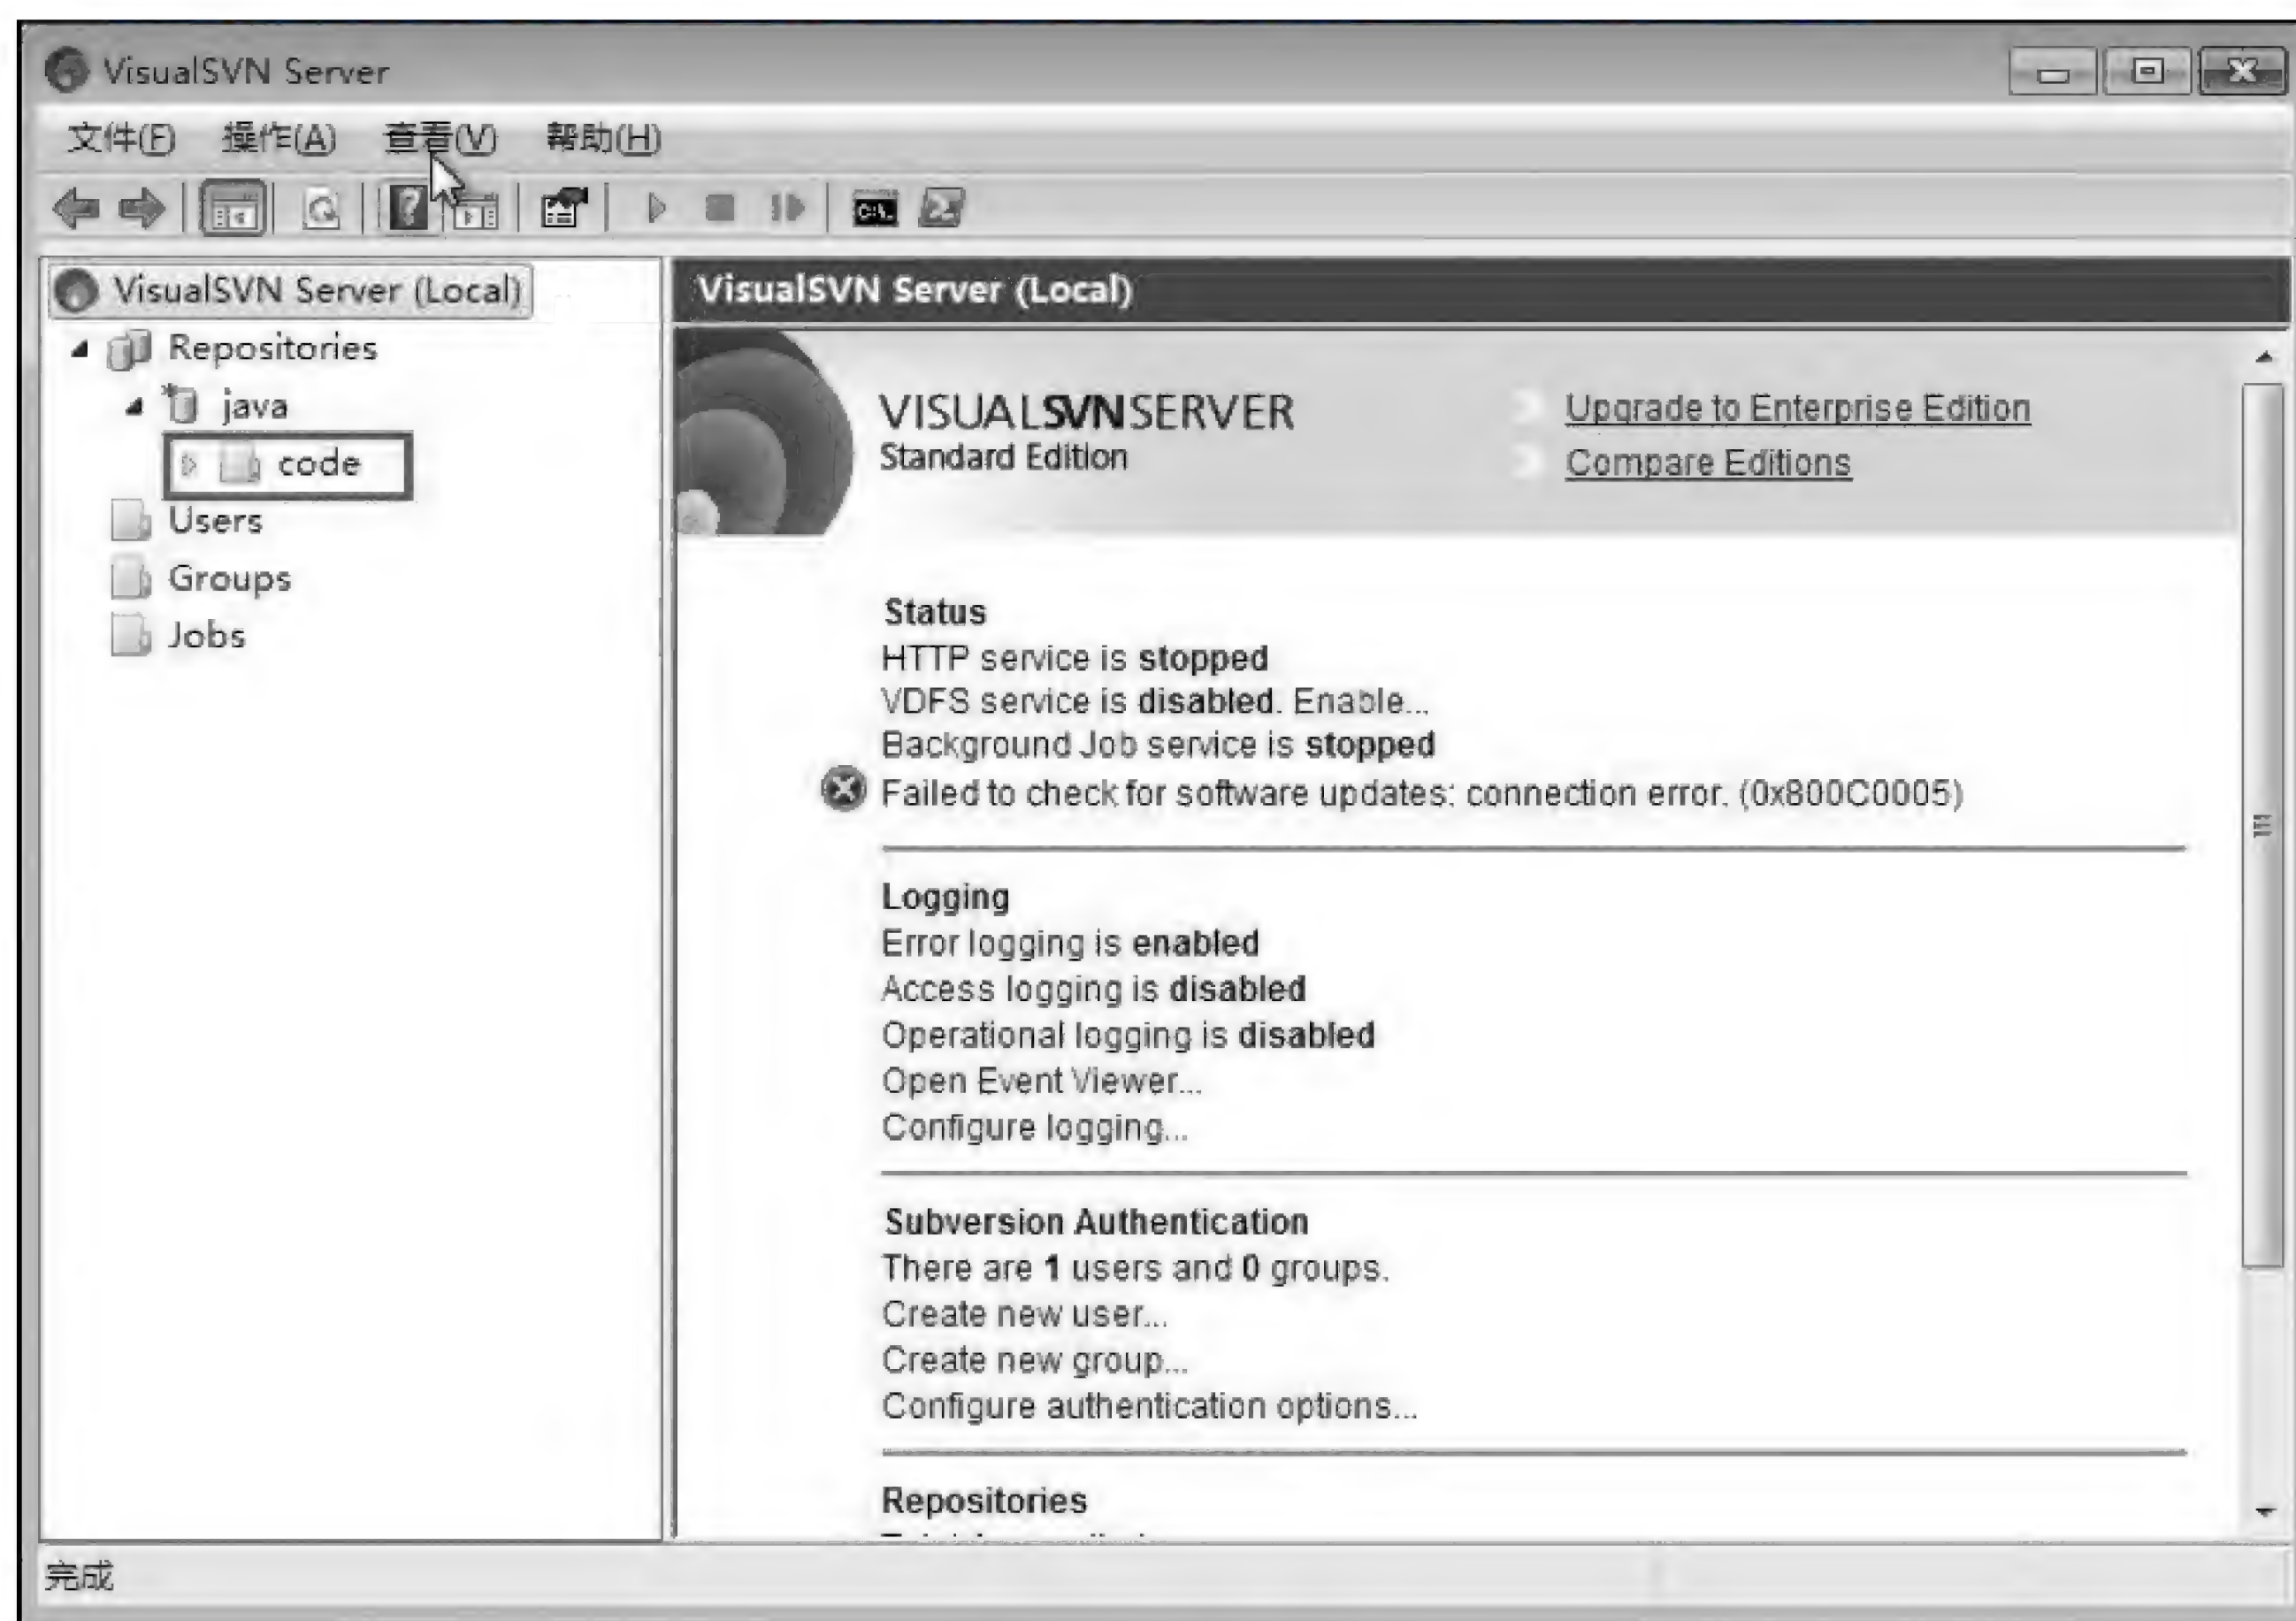 VisualSVN Server
文件(F) 操作(A) 查看(V) 帮助(H)
C:\.
VisualSVN Server (Local)
Repositories
java
code
Users
Groups
Jobs
VisualSVN Server (Local)
VISUALSVNSERVER
Standard Edition
Upgrade to Enterprise Edition
Compare Editions
Status
HTTP service is stopped
VDFS service is disabled. Enable...
Background Job service is stopped
Failed to check for software updates: connection error. (0x800C0005)
Logging
Error logging is enabled
Access logging is disabled
Operational logging is disabled
Open Event Viewer...
Configure logging...
Subversion Authentication
There are 1 users and 0 groups.
Create new user...
Create new group...
Configure authentication options...
Repositories
完成